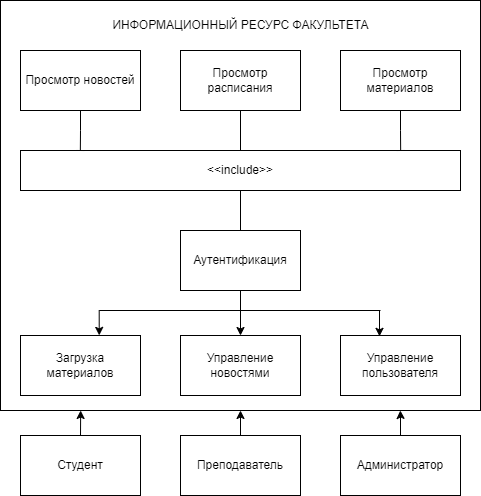 ИНФОРМАЦИОННЫЙ РЕСУРС ФАКУЛЬТЕТА
Просмотр новостей
Просмотр
расписания
Просмотр
материалов
<<include>>
Аутентификация
Загрузка
материалов
Управление
новостями
Управление
пользователя
Студент
Преподаватель
Администратор